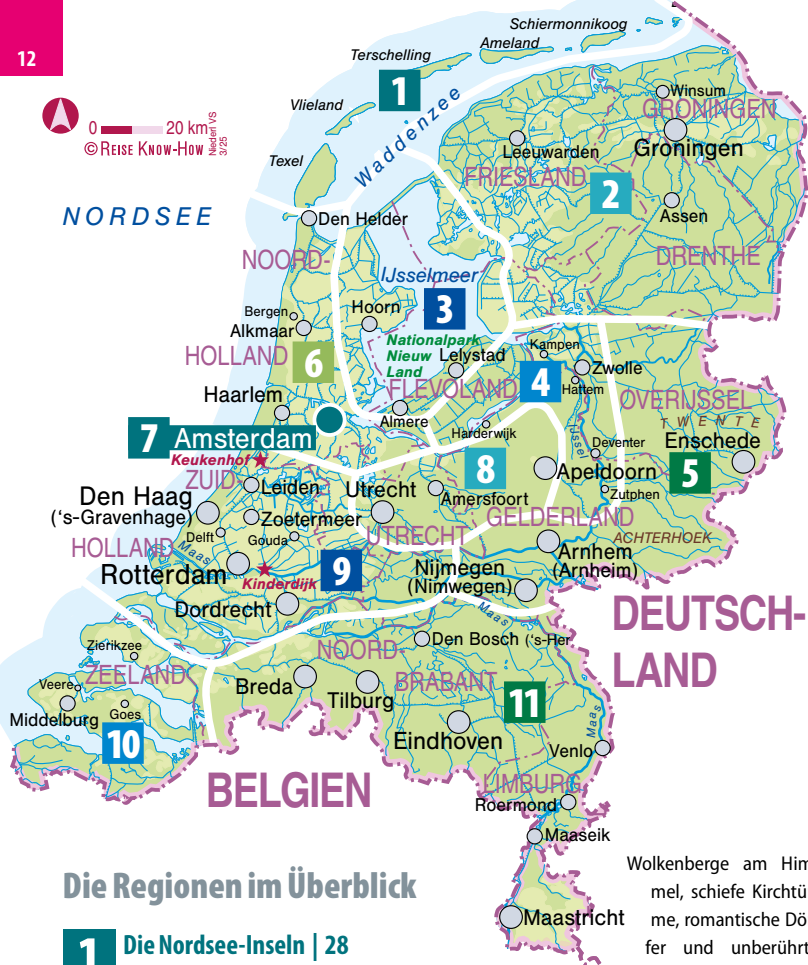 12
Schiermonnikoog
Ameland
Terschelling
1
Vlieland
Waddenzee
Winsum
GRONINGEN
0 20 km
Niederl VS
3/25
© REISE KNOW-HOW
Leeuwarden
Groningen
Texel
FRIESLAND
2
NORDSEE
Den Helder
Assen
NOORD-
DRENTHE
IJsselmeer
Bergen
Hoorn
3
Alkmaar
Nationalpark
Nieuw
Land
Kampen
HOLLAND
6
Lelystad
Zwolle
FLEVOLAND
4
Hattem
Haarlem
OVERIJSSEL
Almere
TWENTE
7 Amsterdam
Harderwijk
IJssel
Enschede
Keukenhof
Deventer
5
8
Apeldoorn
ZUID-
Leiden
Utrecht
Amersfoort
Zutphen
Den Haag
('s-Gravenhage)
Zoetermeer
GELDERLAND
Delft
Gouda
UTRECHT
ACHTERHOEK
HOLLAND
Maas
Arnhem
(Arnheim)
Rotterdam
Kinderdijk
9
Nijmegen
(Nimwegen)
Dordrecht
Maas
DEUTSCH-
LAND
Zierikzee
NOORD-
Den Bosch ('s-Her
ZEELAND
Veere
Breda
Tilburg
BRABANT
11
Middelburg
Goes
10
Eindhoven
Maas
Venlo
BELGIEN
LIMBURG
Roermond
Maaseik
Maastricht
Die Regionen im Überblick
1 Die Nordsee-Inseln | 28
Wolkenberge am Him
mel, schiefe Kirchtü
me, romantische Dö
fer und unberührt